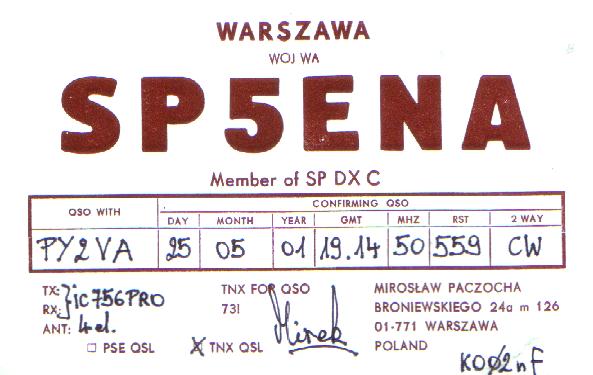 WARSZAWA
WOJ WA
SP5ENA
Member of SP DX C
QSO WITH CONFIRMING QSO
DAY MONTH YEAR GMT MHZ RST 2 WAY
PY2VA 25 05 01 19.14 50 559 CW
TX: RX: } ic756PRO
ANT: 4el.
PSE QSL X TNX QSL
TNX FOR QSO
73!
Mirek
MIROSŁAW PACZOCHA
BRONIEWSKIEGO 24a m 126
01-771 WARSZAWA
POLAND
KOØ2nF